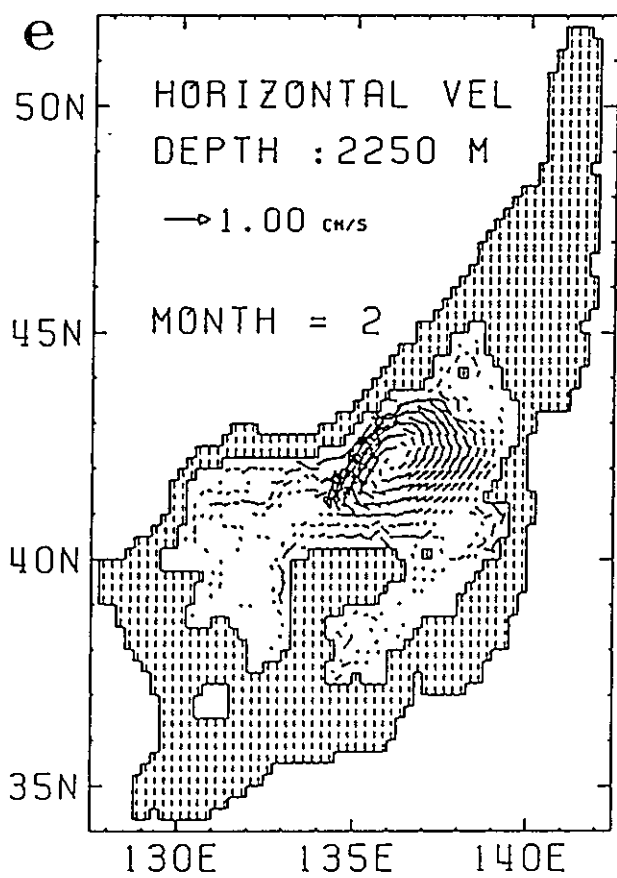 e
50N
HORIZONTAL VEL
DEPTH : 2250 M
1.00 CM/S
45N
MONTH = 2
40N
35N
130E 135E 140E